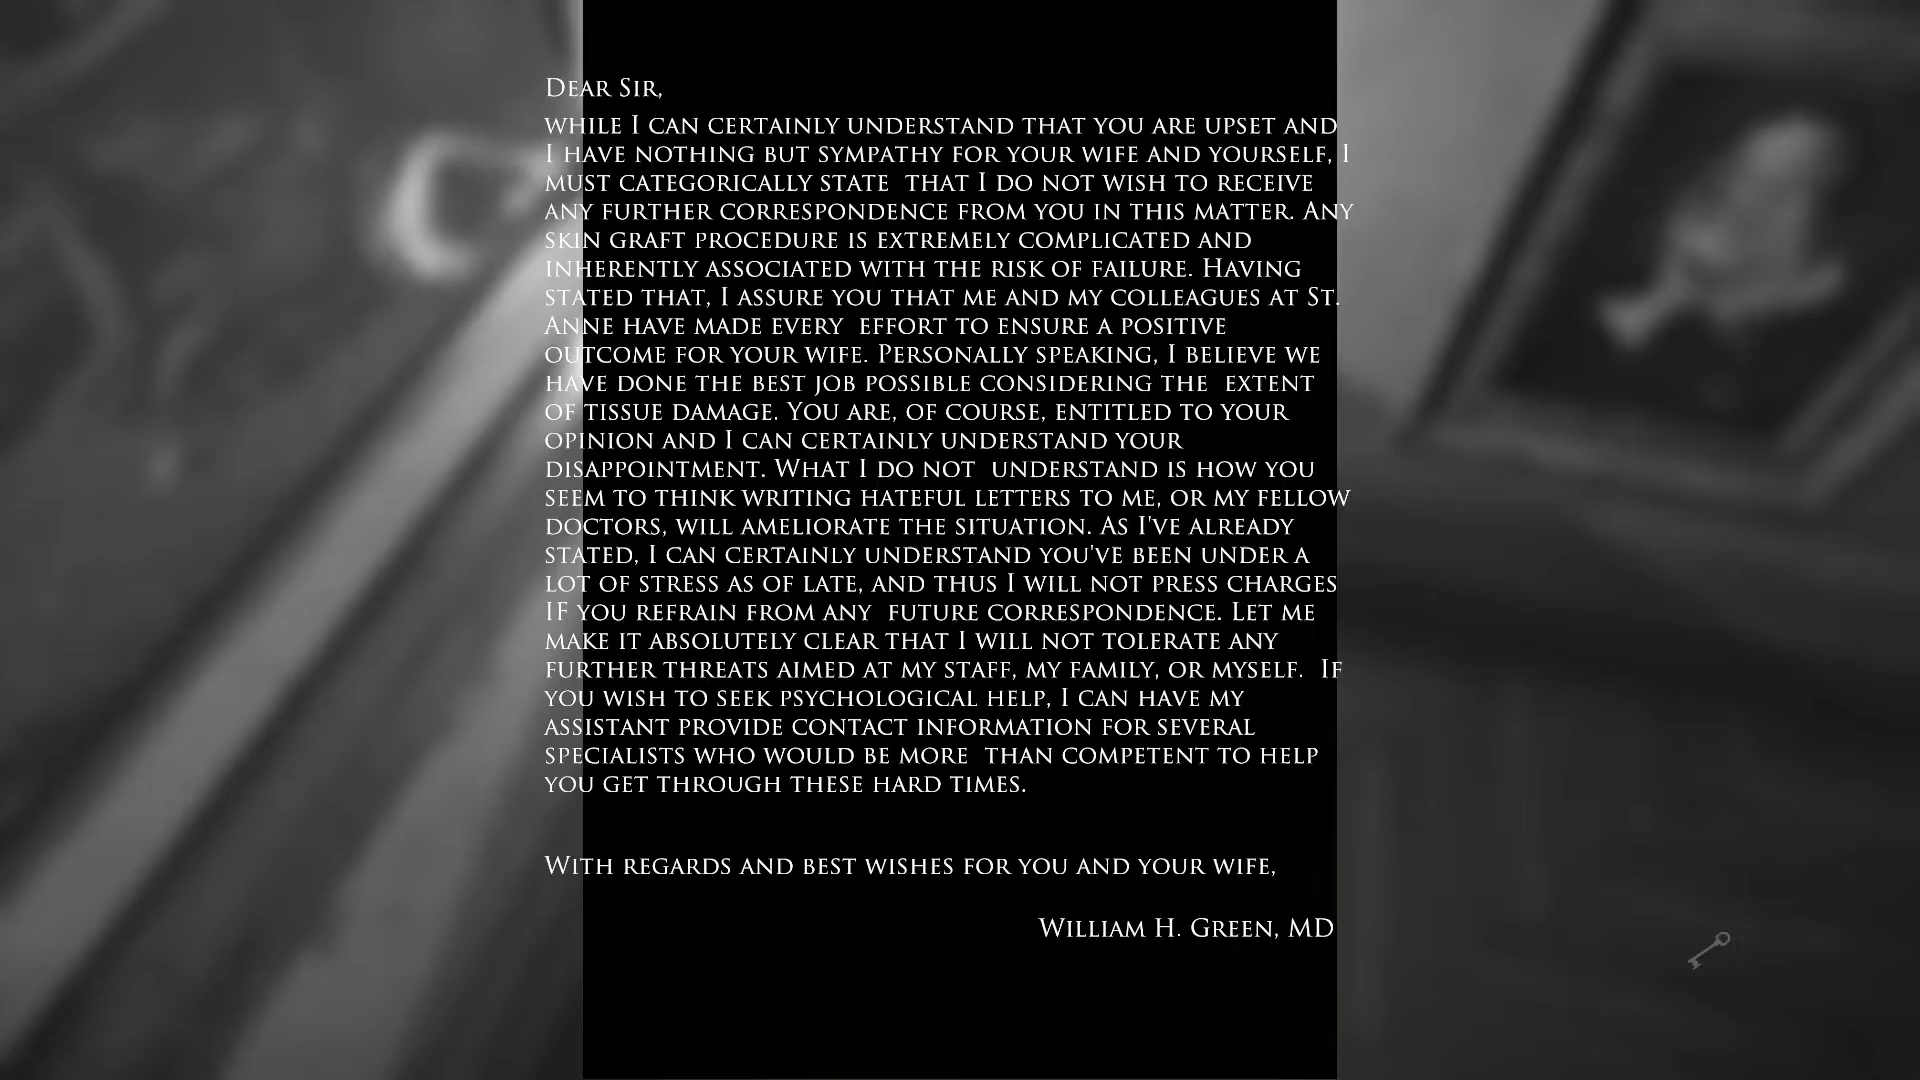 Dear Sir,
while I can certainly understand that you are upset and
I have nothing but sympathy for your wife and yourself, I
must categorically state  that I do not wish to receive
any further correspondence from you in this matter. Any
skin graft procedure is extremely complicated and
inherently associated with the risk of failure. Having
stated that, I assure you that me and my colleagues at St.
Anne have made every  effort to ensure a positive
outcome for your wife. Personally speaking, I believe we
have done the best job possible considering the  extent
of tissue damage. You are, of course, entitled to your
opinion and I can certainly understand your
disappointment. What I do not  understand is how you
seem to think writing hateful letters to me, or my fellow
doctors, will ameliorate the situation. As I've already
stated, I can certainly understand you've been under a
lot of stress as of late, and thus I will not press charges
IF you refrain from any  future correspondence. Let me
make it absolutely clear that I will not tolerate any
further threats aimed at my staff, my family, or myself.  If
you wish to seek psychological help, I can have my
assistant provide contact information for several
specialists who would be more  than competent to help
you get through these hard times.
With regards and best wishes for you and your wife,
William H. Green, MD